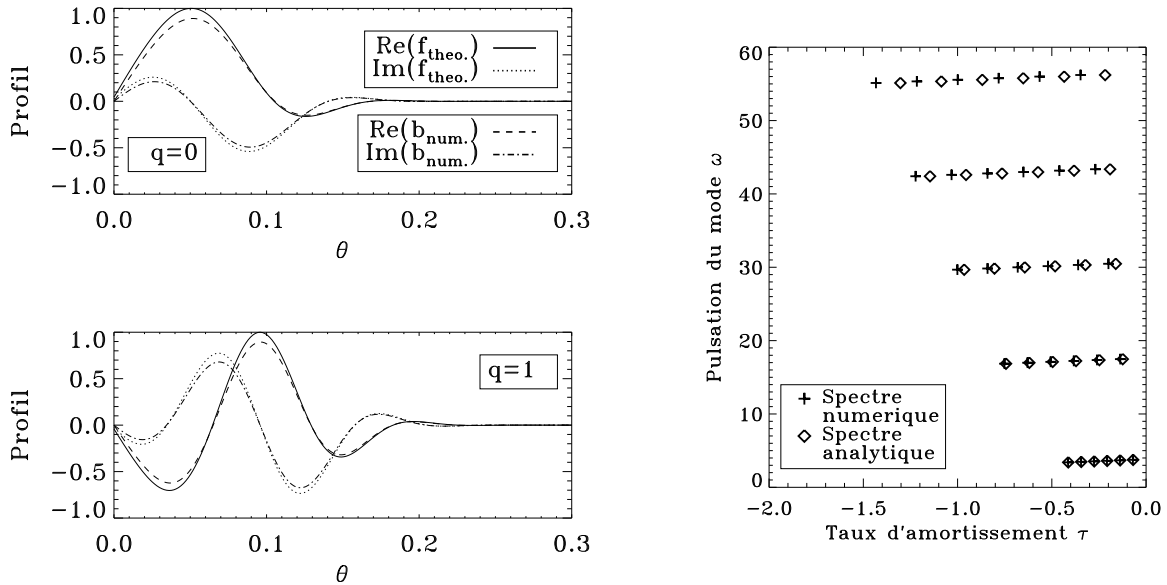 1.0
0.5
0.0
−0.5
−1.0
Profil
Re(f_theo.)
Im(f_theo.)
Re(b_num.)
Im(b_num.)
q=0
0.0 0.1 0.2 0.3
θ
1.0
0.5
0.0
−0.5
−1.0
Profil
q=1
0.0 0.1 0.2 0.3
θ
60
50
40
30
20
10
0
Pulsation du mode ω
Spectre
numerique
Spectre
analytique
−2.0 −1.5 −1.0 −0.5 0.0
Taux d'amortissement τ